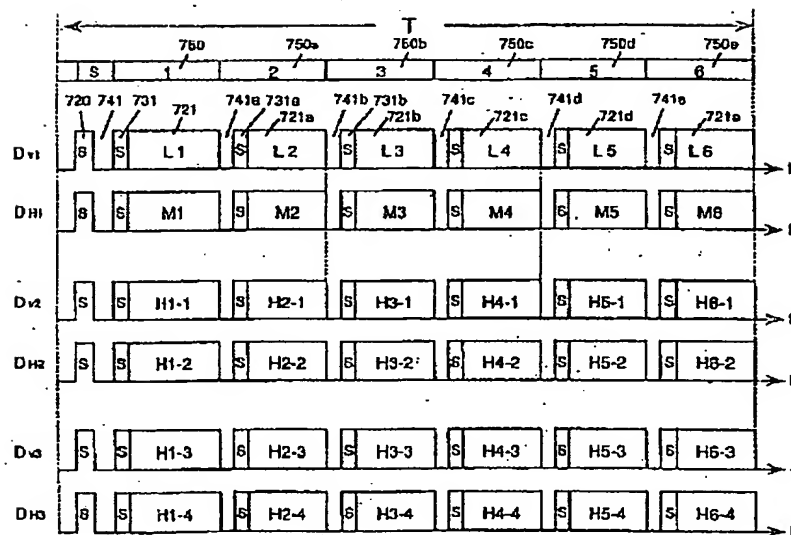 T
750 750a 750b 750c 750d 750e
S 1 2 3 4 5 6
720 741 731 721 741a 731a 721a 741b 731b 721b 741c 721c 741d 721d 741e 721e
Dv1 S S L1 S L2 S L3 S L4 S L5 S L6 t
DH1 S S M1 S M2 S M3 S M4 S M5 S M6 t
Dv2 S S H1-1 S H2-1 S H3-1 S H4-1 S H5-1 S H6-1 t
DH2 S S H1-2 S H2-2 S H3-2 S H4-2 S H5-2 S H6-2
Dv3 S S H1-3 S H2-3 S H3-3 S H4-3 S H5-3 S H6-3
DH3 S S H1-4 S H2-4 S H3-4 S H4-4 S H5-4 S H6-4